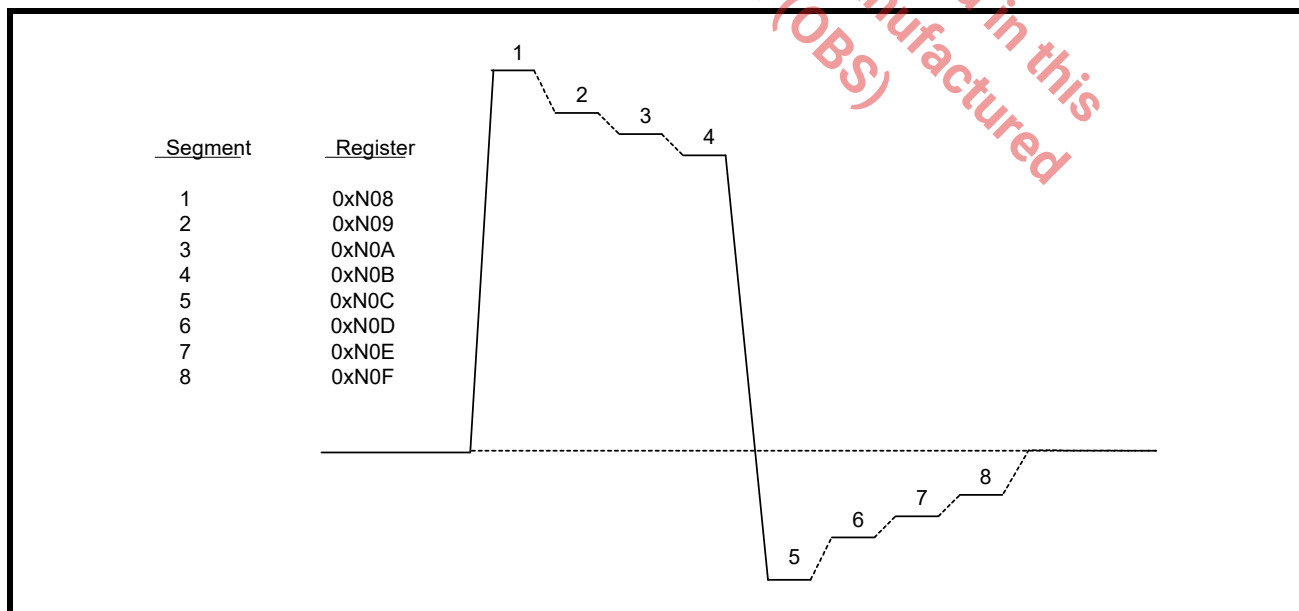 in this
nufactured
(OBS)
Segment Register
1 0xN08
2 0xN09
3 0xN0A
4 0xN0B
5 0xN0C
6 0xN0D
7 0xN0E
8 0xN0F
1
2
3
4
5
6
7
8